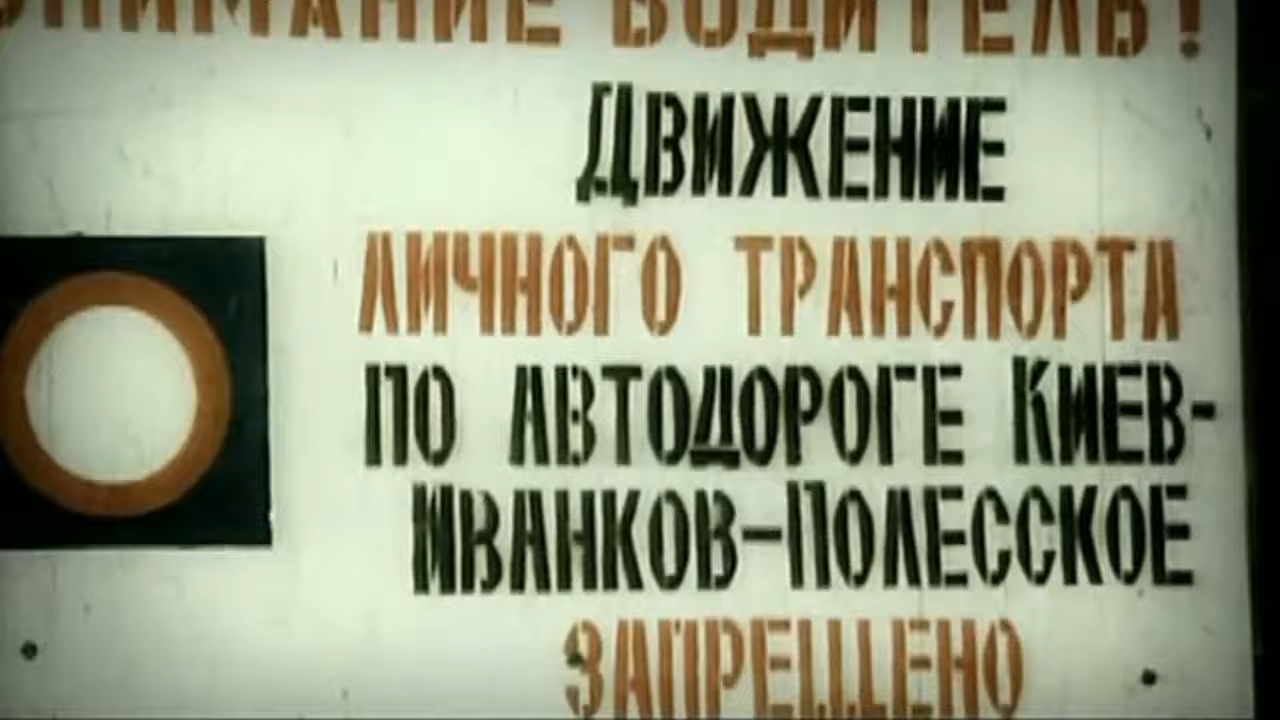 ВНИМАНИЕ ВОДИТЕЛЬ!
ДВИЖЕНИЕ
ЛИЧНОГО ТРАНСПОРТА
ПО АВТОДОРОГЕ КИЕВ-
ИВАНКОВ-ПОЛЕССКОЕ
ЗАПРЕЩЕНО